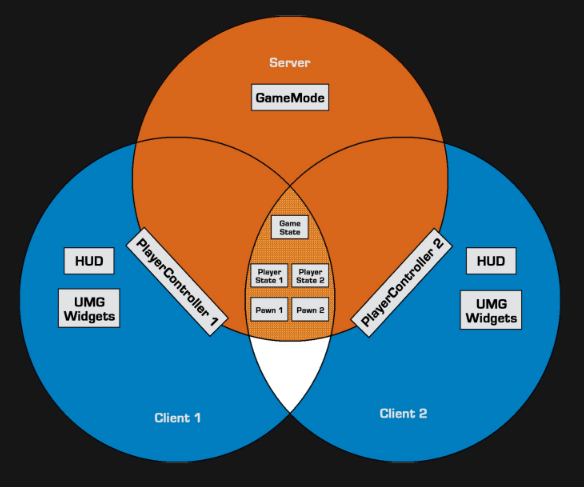 Server
GameMode
Game
State
PlayerController 1
PlayerController 2
HUD
HUD
Player
State 1
Player
State 2
UMG
Widgets
Pawn 1
Pawn 2
UMG
Widgets
Client 1
Client 2